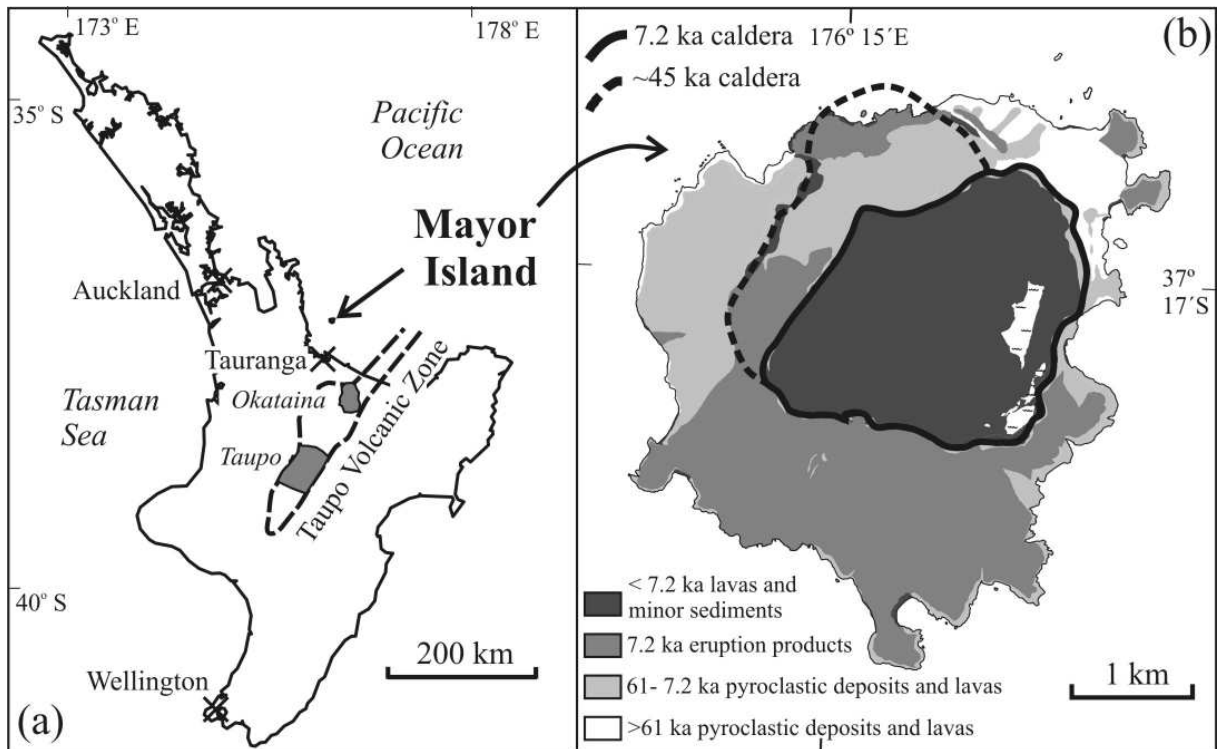 173° E
178° E
35° S
Pacific
Ocean
Mayor
Island
Auckland
Tauranga
Okataina
Tasman
Sea
Taupo
Taupo Volcanic Zone
40° S
200 km
Wellington
(a)
176° 15´E
(b)
7.2 ka caldera
~45 ka caldera
37°
17´S
< 7.2 ka lavas and
minor sediments
7.2 ka eruption products
61- 7.2 ka pyroclastic deposits and lavas
>61 ka pyroclastic deposits and lavas
1 km